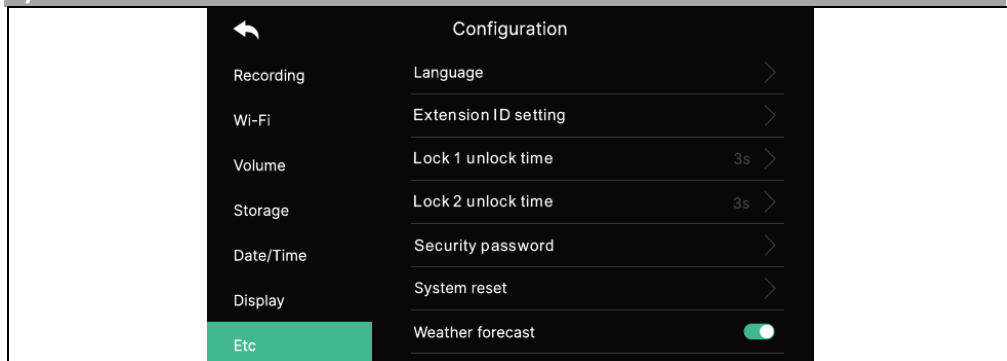 Configuration
Recording
Wi-Fi
Volume
Storage
Date/Time
Display
Etc
Language
Extension ID setting
Lock 1 unlock time 3s
Lock 2 unlock time 3s
Security password
System reset
Weather forecast